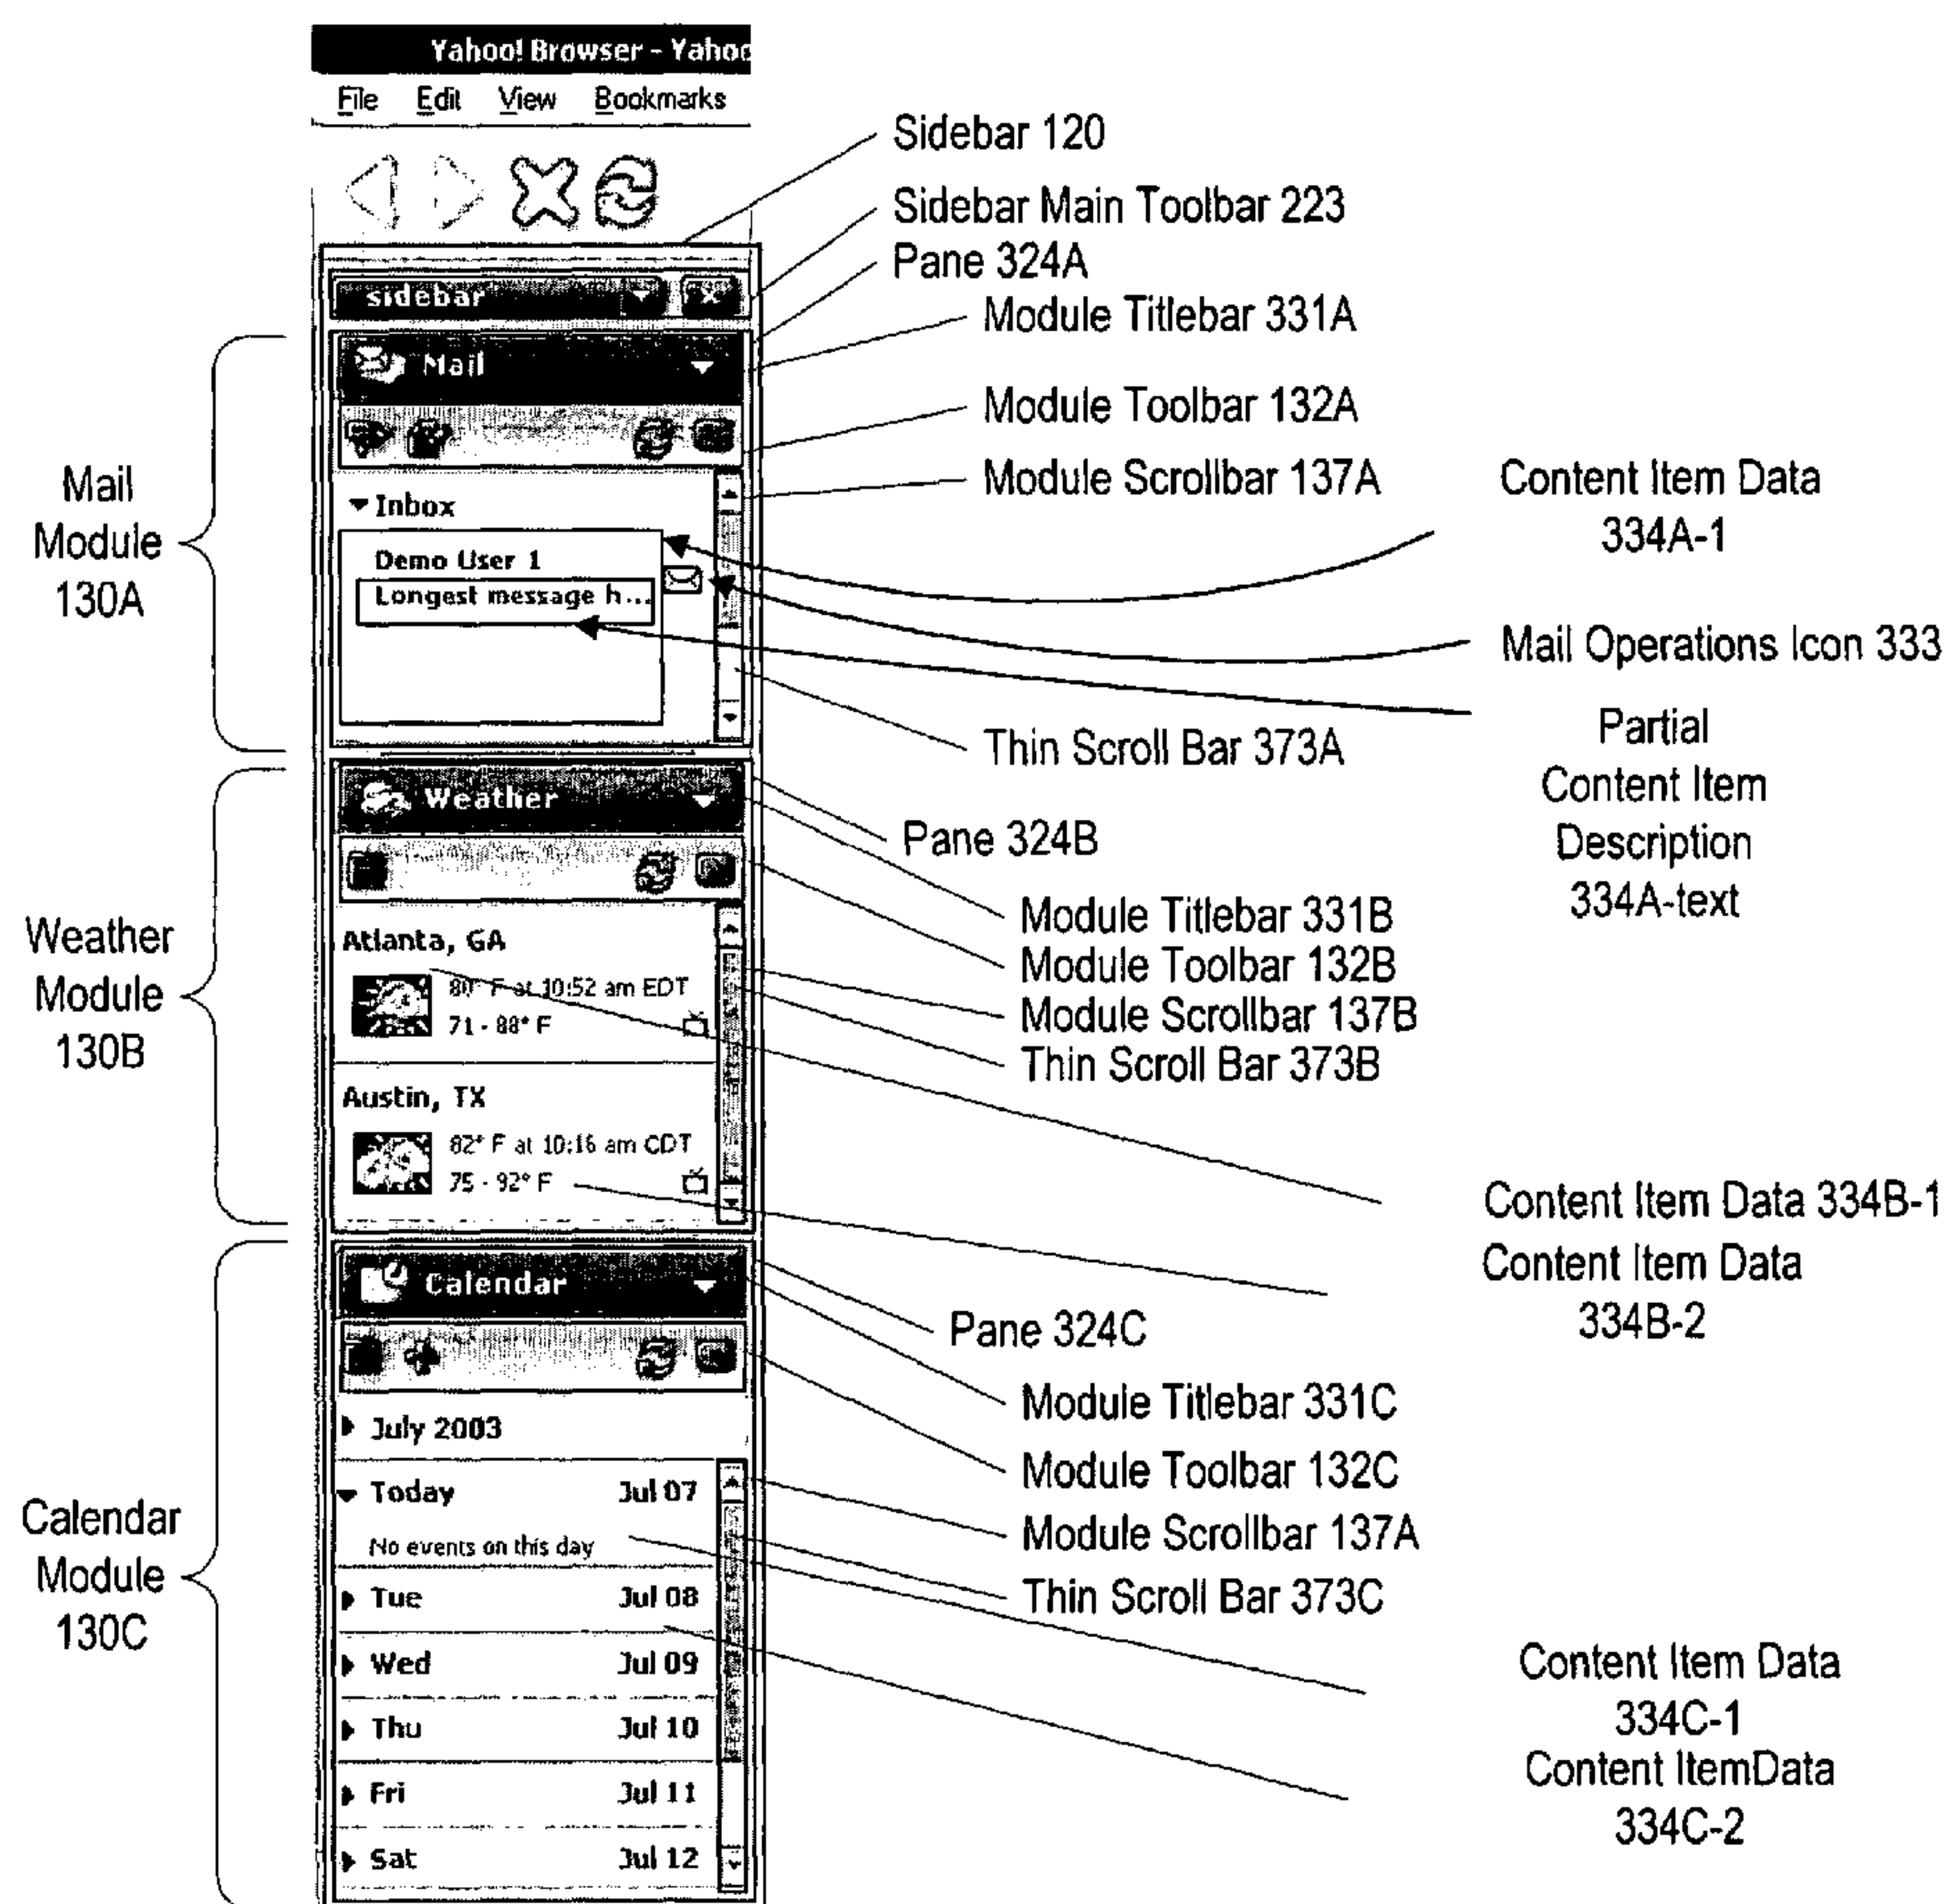 Yahoo! Browser - Yahoo
File Edit View Bookmarks
Sidebar 120
Sidebar Main Toolbar 223
Pane 324A
sidebar
Module Titlebar 331A
Mail
Module Toolbar 132A
Module Scrollbar 137A
Mail
Module
130A
Content Item Data
334A-1
Inbox
Demo User 1
Longest message h...
Mail Operations Icon 333
Thin Scroll Bar 373A
Partial
Content Item
Description
334A-text
Weather
Pane 324B
Module Titlebar 331B
Module Toolbar 132B
Module Scrollbar 137B
Thin Scroll Bar 373B
Weather
Module
130B
Atlanta, GA
80° F at 10:52 am EDT
71 - 88° F
Austin, TX
82° F at 10:16 am CDT
75 - 92° F
Content Item Data 334B-1
Content Item Data
334B-2
Calendar
Pane 324C
Module Titlebar 331C
Module Toolbar 132C
Module Scrollbar 137A
Thin Scroll Bar 373C
Calendar
Module
130C
July 2003
Today Jul 07
No events on this day
Tue Jul 08
Wed Jul 09
Thu Jul 10
Fri Jul 11
Sat Jul 12
Content Item Data
334C-1
Content ItemData
334C-2